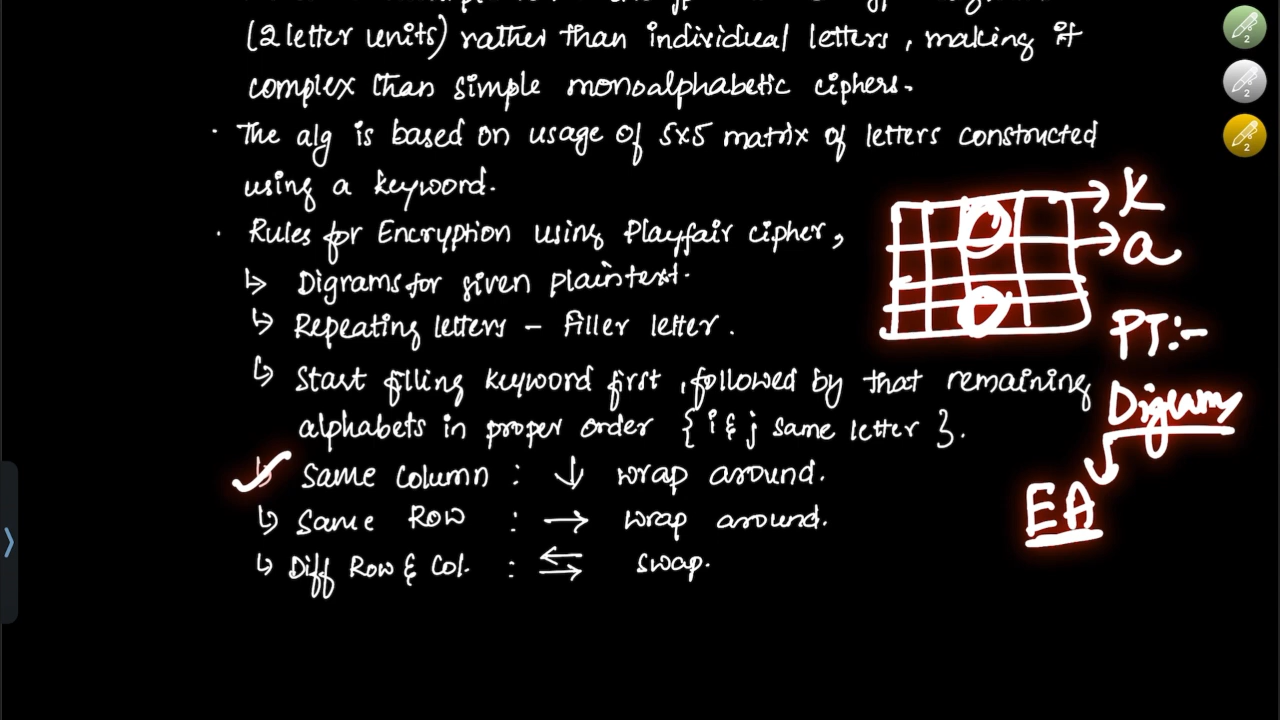 (2 letter units) rather than individual letters, making it
complex than simple monoalphabetic ciphers.
· The alg is based on usage of 5x5 matrix of letters constructed
using a keyword.
· Rules for Encryption using Playfair cipher,
↳ Digrams for given plaintext.
↳ Repeating letters - filler letter.
↳ Start filling keyword first, followed by that remaining
alphabets in proper order { i & j same letter }.
↳ Same Column : ↓ wrap around.
↳ Same Row : → wrap around.
↳ Diff Row & Col. : ⇆ swap.
K
a
PT:-
Digrams
EA
2
2
2